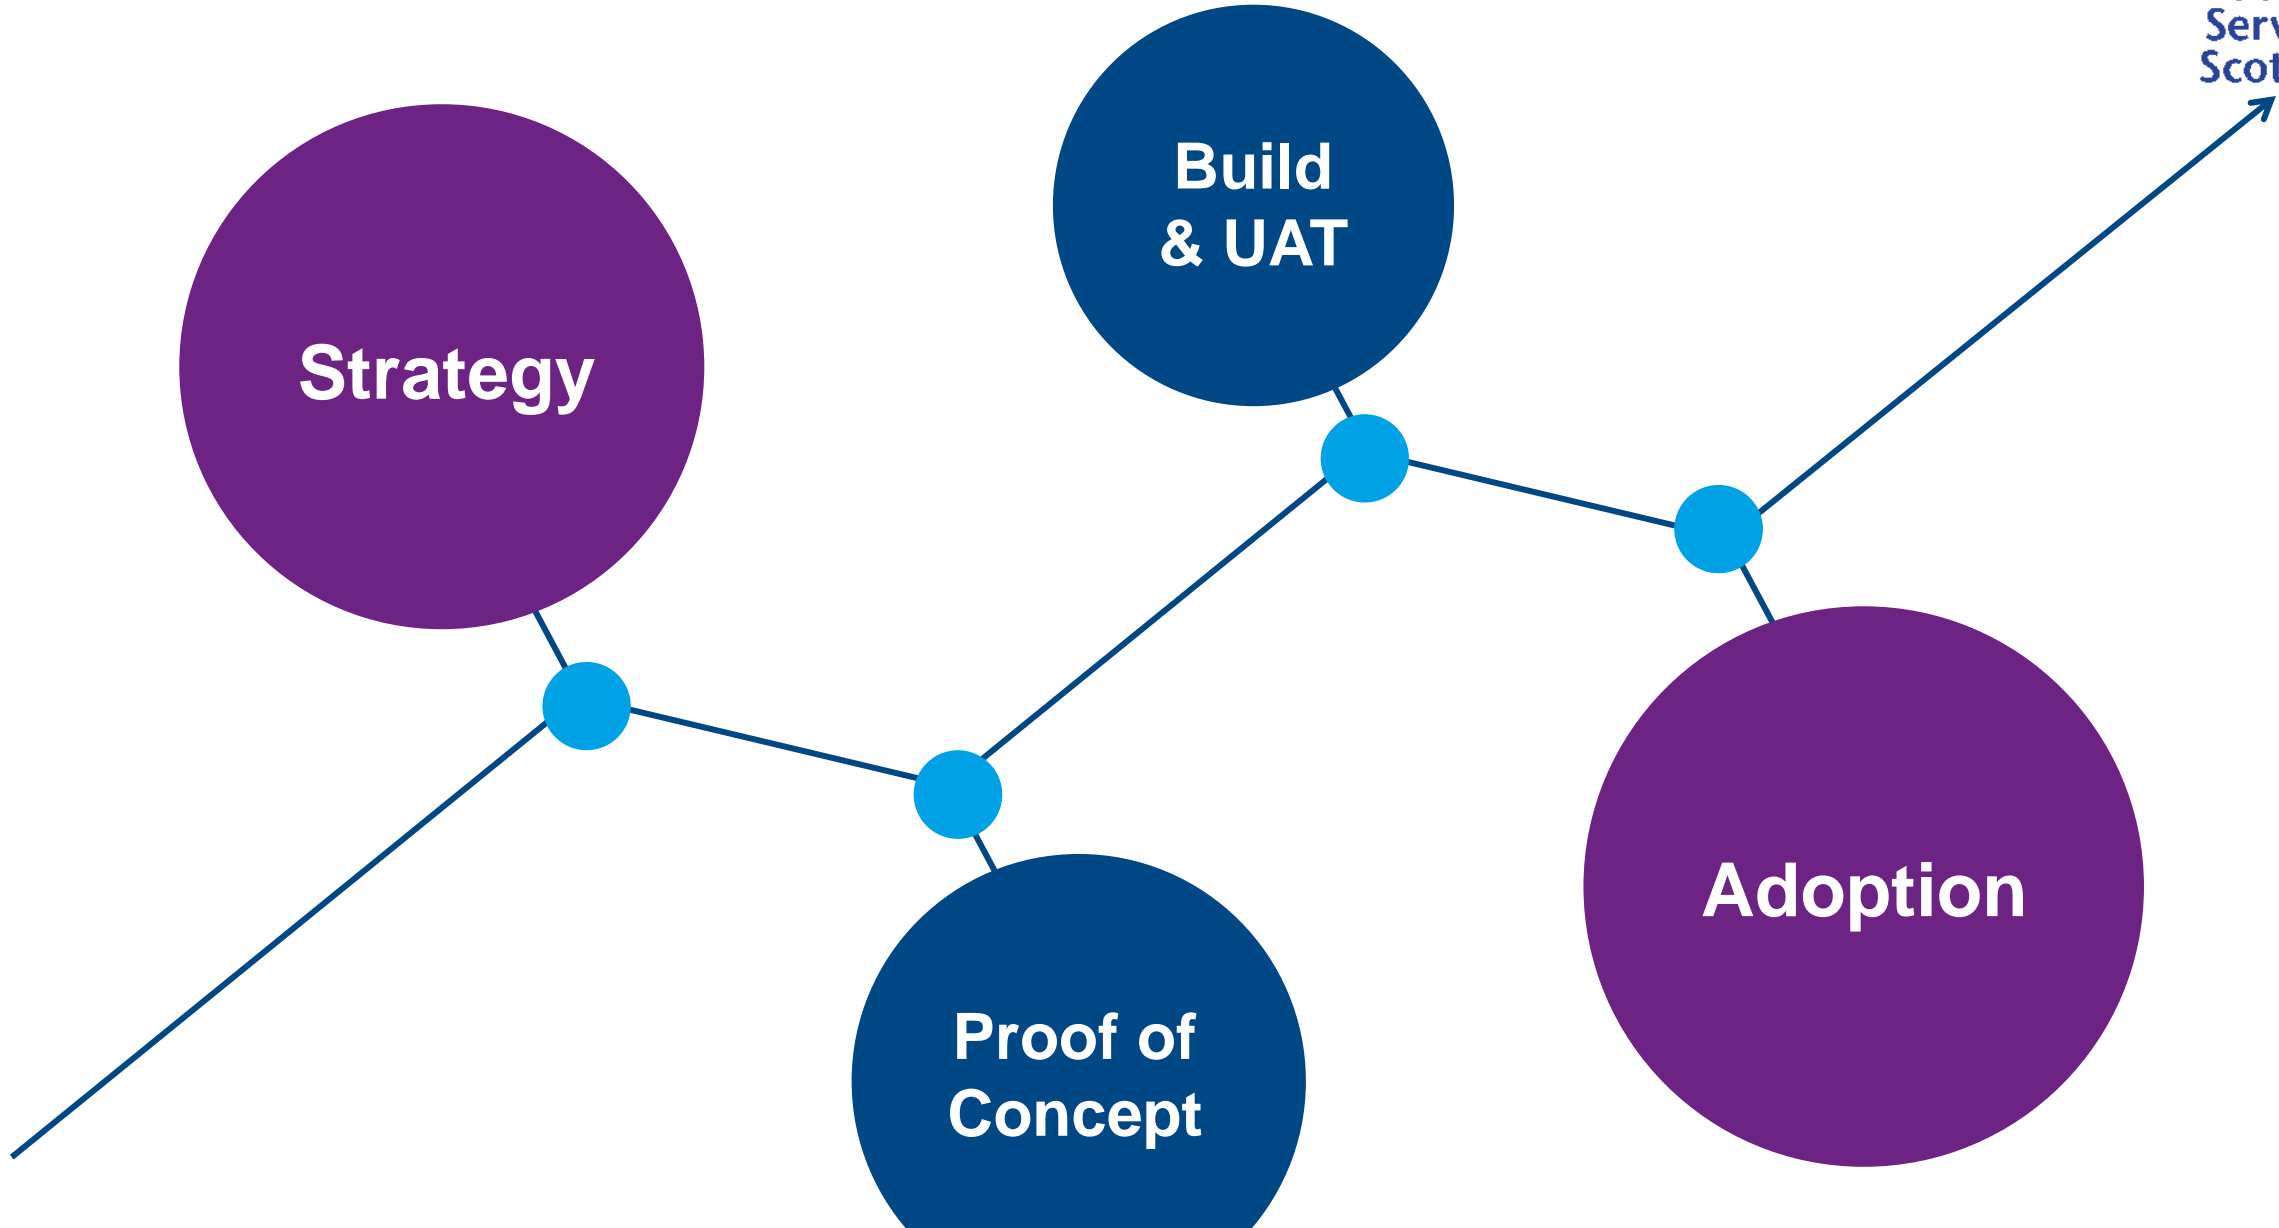 Strategy
Proof of
Concept
Build
& UAT
Adoption